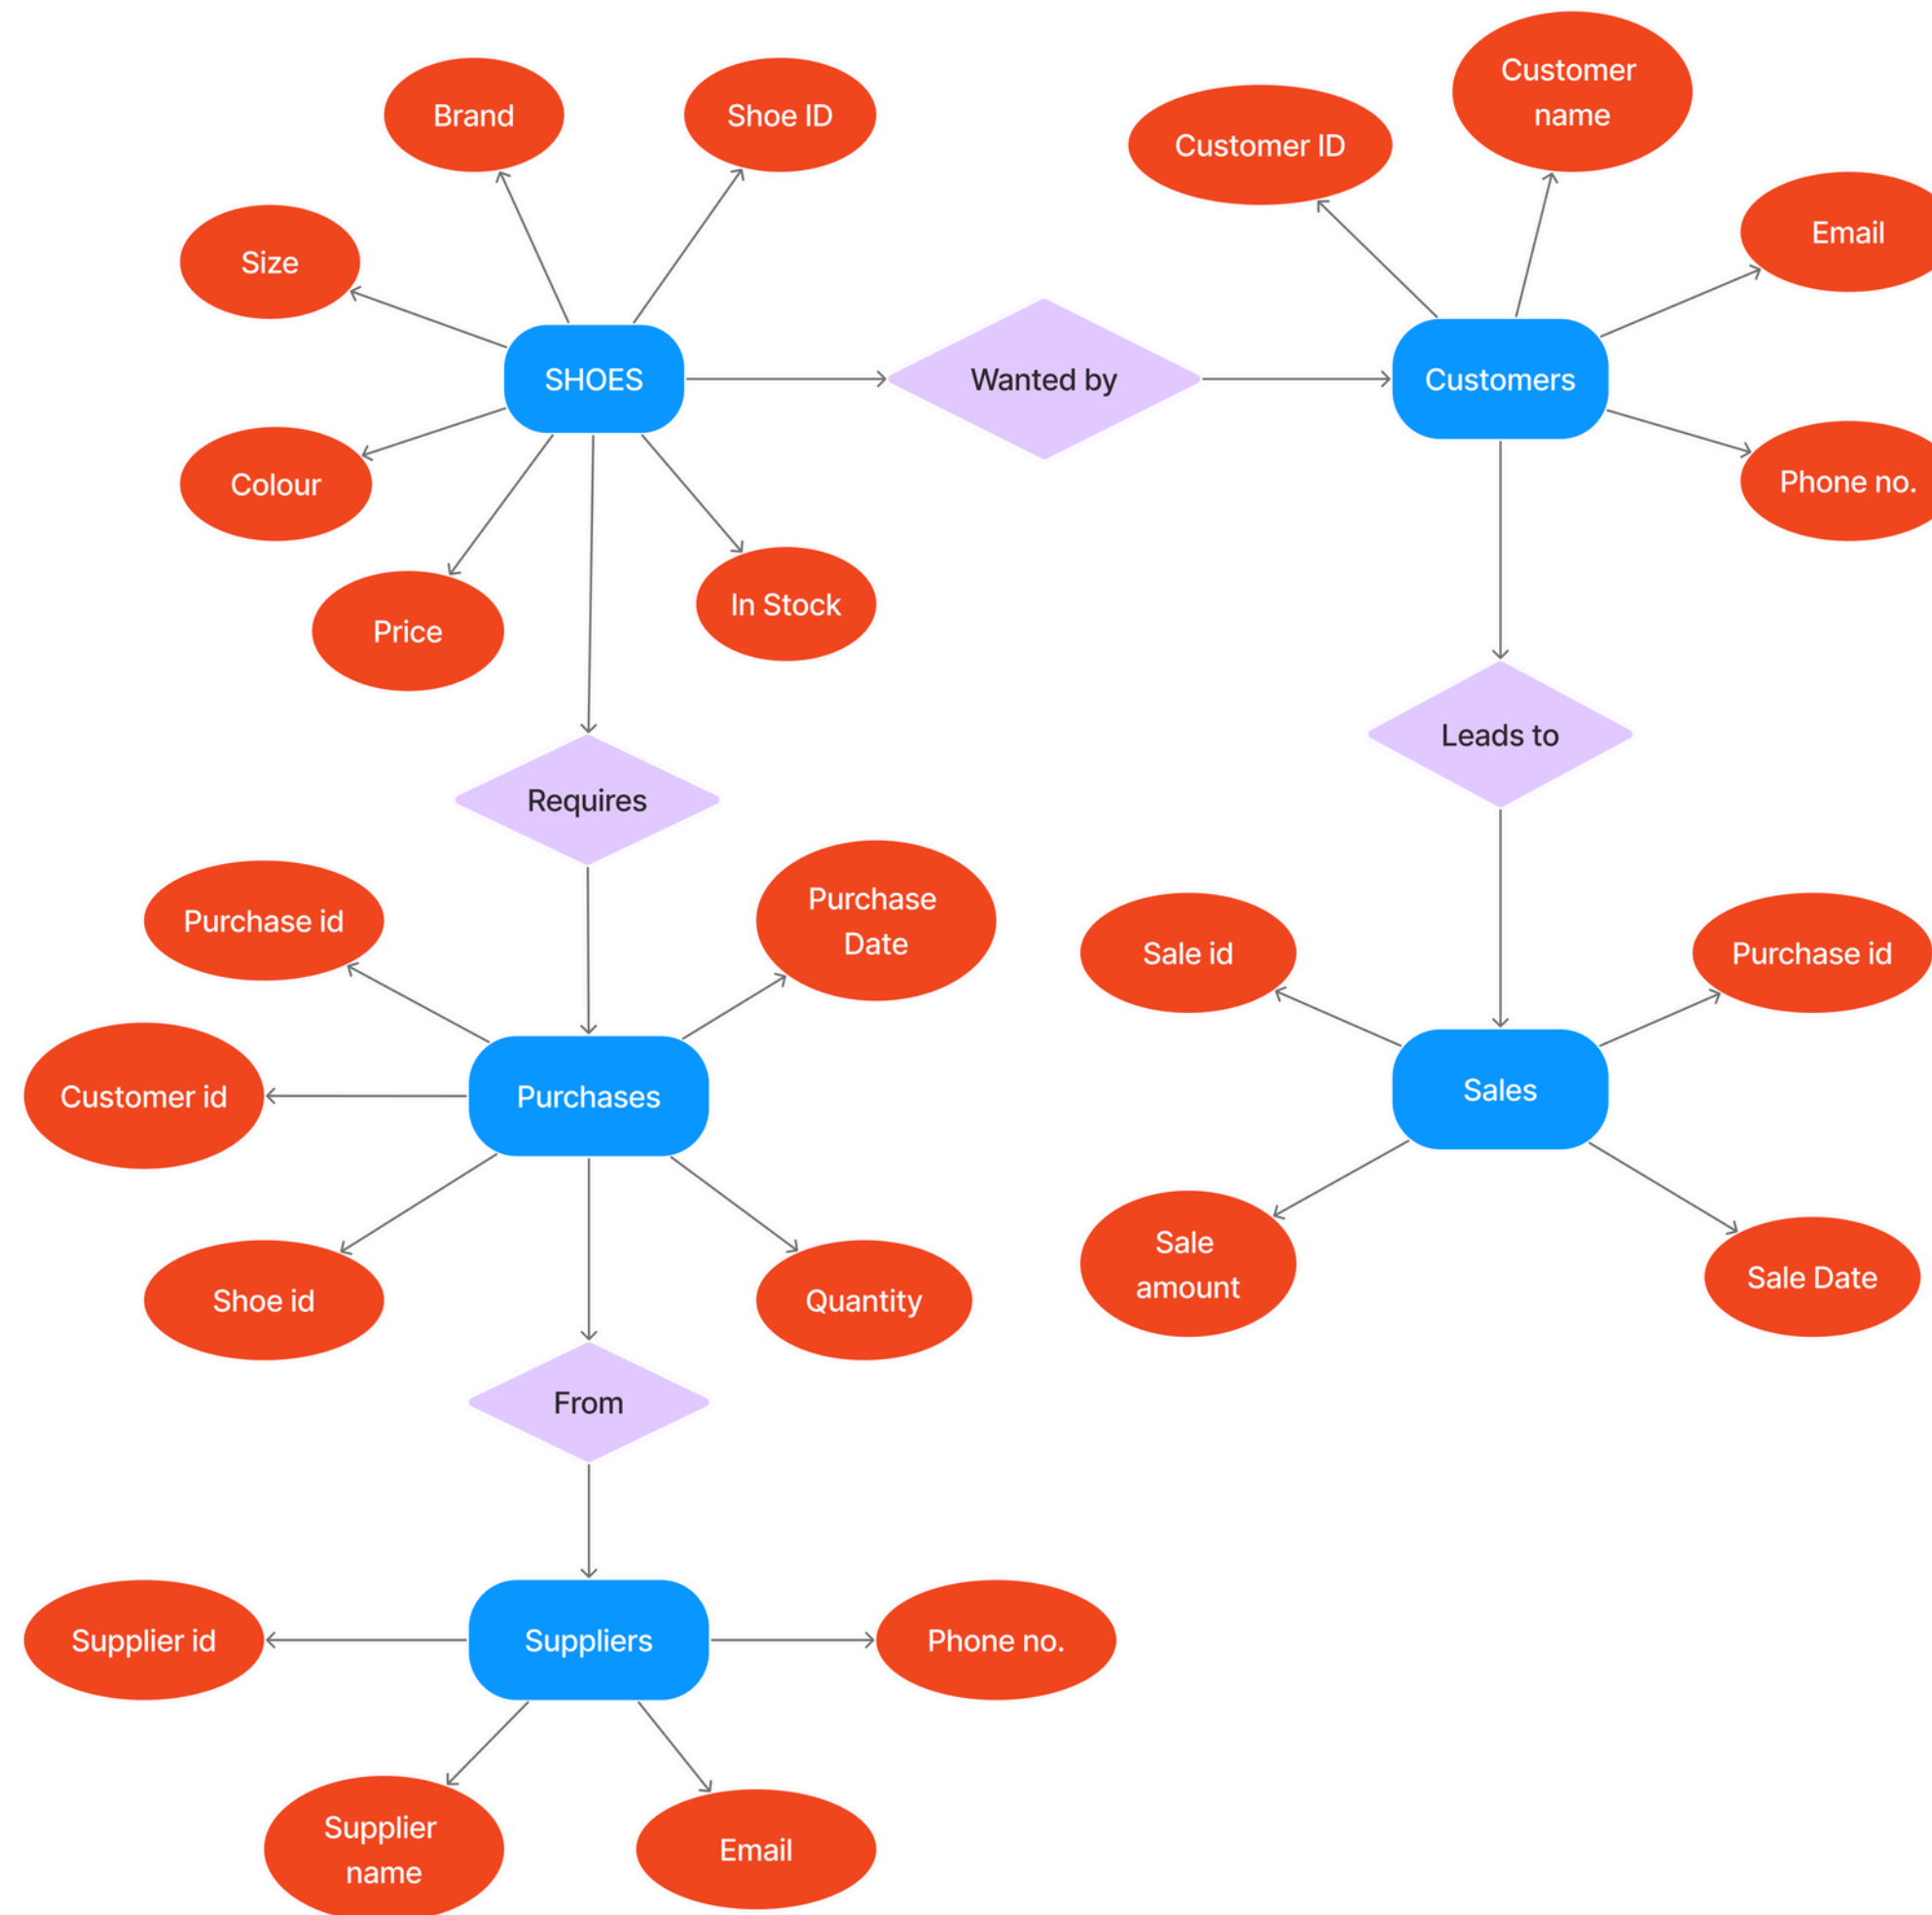 Customer
name
Brand
Shoe ID
Customer ID
Email
Size
SHOES
Wanted by
Customers
Colour
Phone no.
In Stock
Price
Leads to
Requires
Purchase id
Purchase
Date
Sale id
Purchase id
Customer id
Purchases
Sales
Shoe id
Quantity
Sale
amount
Sale Date
From
Supplier id
Suppliers
Phone no.
Supplier
name
Email